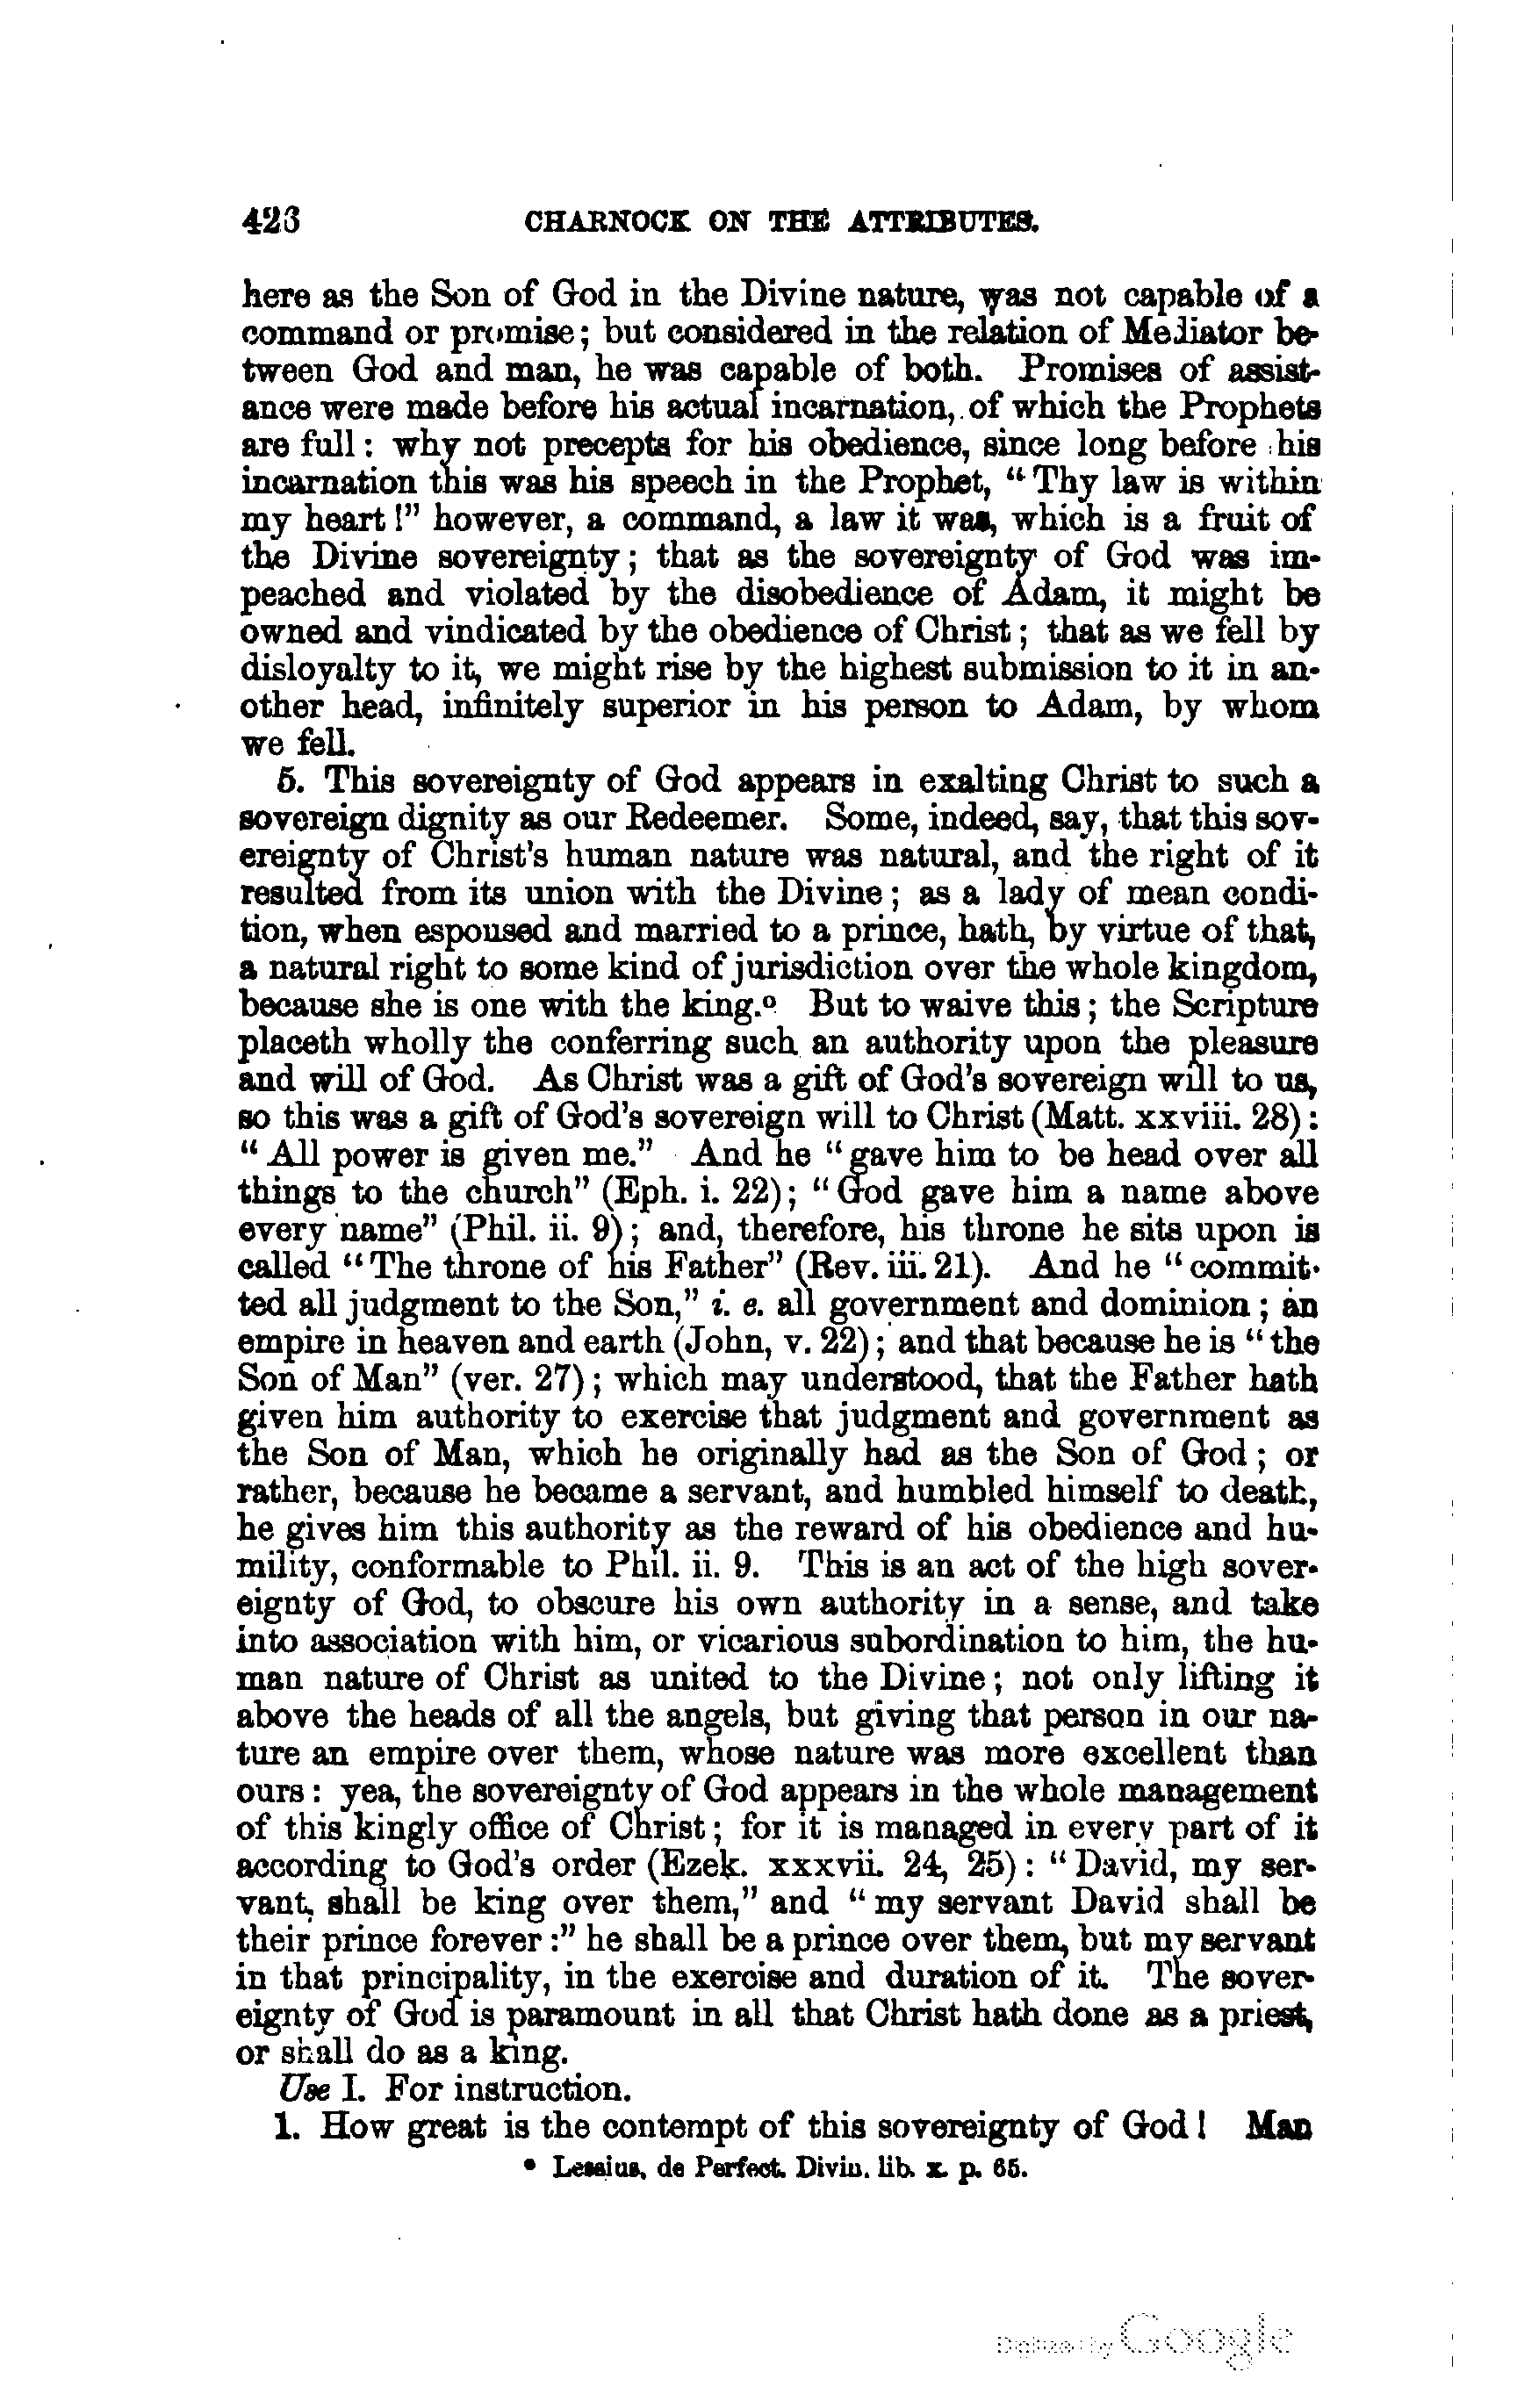 426 CHARNOCK ON THE ATTRIBUTES.
here as the Son of God in the Divine nature, was not capable of a
command or promise; but considered in the relation of Mediator be-
tween God and man, he was capable of both. Promises of assist-
ance were made before his actual incarnation, of which the Prophets
are full: why not precepts for his obedience, since long before his
incarnation this was his speech in the Prophet, "Thy law is within
my heart!" however, a command, a law it was, which is a fruit of
the Divine sovereignty; that as the sovereignty of God was im-
peached and violated by the disobedience of Adam, it might be
owned and vindicated by the obedience of Christ; that as we fell by
disloyalty to it, we might rise by the highest submission to it in an-
other head, infinitely superior in his person to Adam, by whom
we fell.
5. This sovereignty of God appears in exalting Christ to such a
sovereign dignity as our Redeemer. Some, indeed, say, that this sov-
ereignty of Christ's human nature was natural, and the right of it
resulted from its union with the Divine; as a lady of mean condi-
tion, when espoused and married to a prince, hath, by virtue of that,
a natural right to some kind of jurisdiction over the whole kingdom,
because she is one with the king.º But to waive this; the Scripture
placeth wholly the conferring such an authority upon the pleasure
and will of God. As Christ was a gift of God's sovereign will to us,
so this was a gift of God's sovereign will to Christ (Matt. xxviii. 28):
"All power is given me." And he "gave him to be head over all
things to the church" (Eph. i. 22); "God gave him a name above
every name" (Phil. ii. 9); and, therefore, his throne he sits upon is
called "The throne of his Father" (Rev. iii. 21). And he "commit-
ted all judgment to the Son," i. e. all government and dominion; an
empire in heaven and earth (John, v. 22); and that because he is "the
Son of Man" (ver. 27); which may understood, that the Father hath
given him authority to exercise that judgment and government as
the Son of Man, which he originally had as the Son of God; or
rather, because he became a servant, and humbled himself to death,
he gives him this authority as the reward of his obedience and hu-
mility, conformable to Phil. ii. 9. This is an act of the high sover-
eignty of God, to obscure his own authority in a sense, and take
into association with him, or vicarious subordination to him, the hu-
man nature of Christ as united to the Divine; not only lifting it
above the heads of all the angels, but giving that person in our na-
ture an empire over them, whose nature was more excellent than
ours: yea, the sovereignty of God appears in the whole management
of this kingly office of Christ; for it is managed in every part of it
according to God's order (Ezek. xxxvii. 24, 25): "David, my ser-
vant, shall be king over them," and "my servant David shall be
their prince forever:" he shall be a prince over them, but my servant
in that principality, in the exercise and duration of it. The sover-
eignty of God is paramount in all that Christ hath done as a priest,
or shall do as a king.
Use I. For instruction.
1. How great is the contempt of this sovereignty of God! Man
• Lessius, de Perfect. Divin. lib. x. p. 65.
Digitized by Google